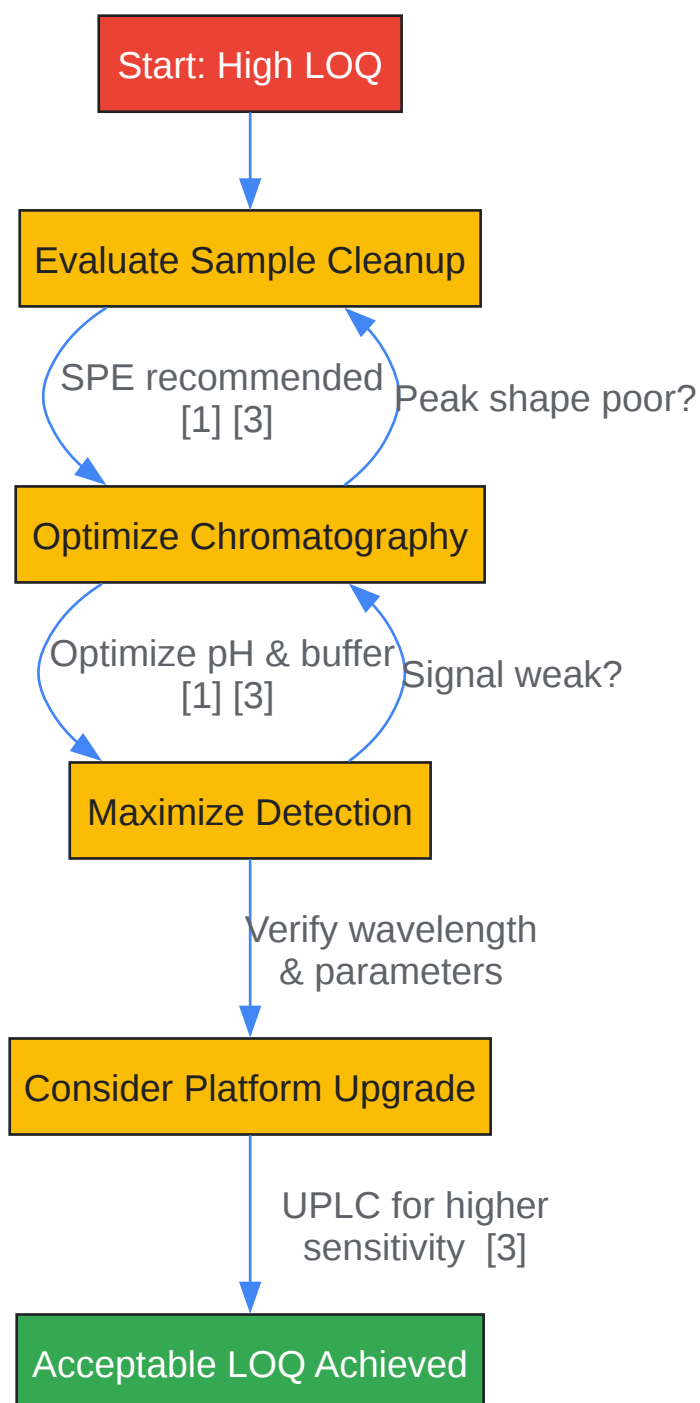 Start: High LOQ
Evaluate Sample Cleanup
SPE recommended
[1] [3]
Peak shape poor?
Optimize Chromatography
Optimize pH & buffer
[1] [3]
Signal weak?
Maximize Detection
Verify wavelength
& parameters
Consider Platform Upgrade
UPLC for higher
sensitivity  [3]
Acceptable LOQ Achieved